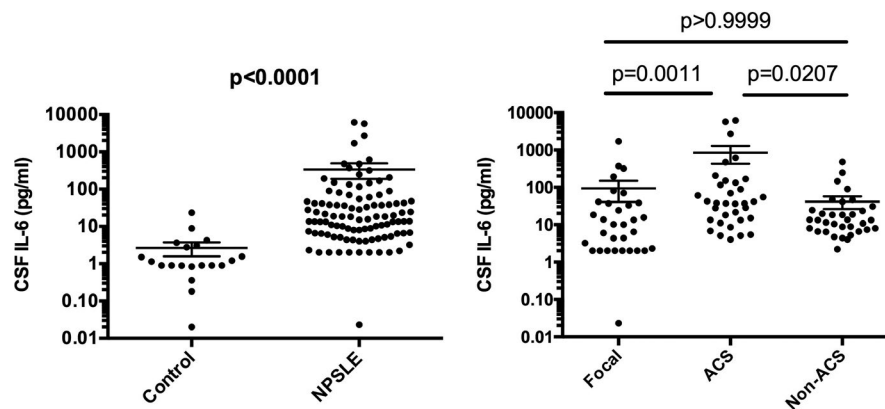 p<0.0001
CSF IL-6 (pg/ml)
10000
1000
100
10
1
0.10
0.01
Control
NPSLE
p>0.9999
p=0.0011
p=0.0207
CSF IL-6 (pg/ml)
10000
1000
100
10
1
0.10
0.01
Focal
ACS
Non-ACS